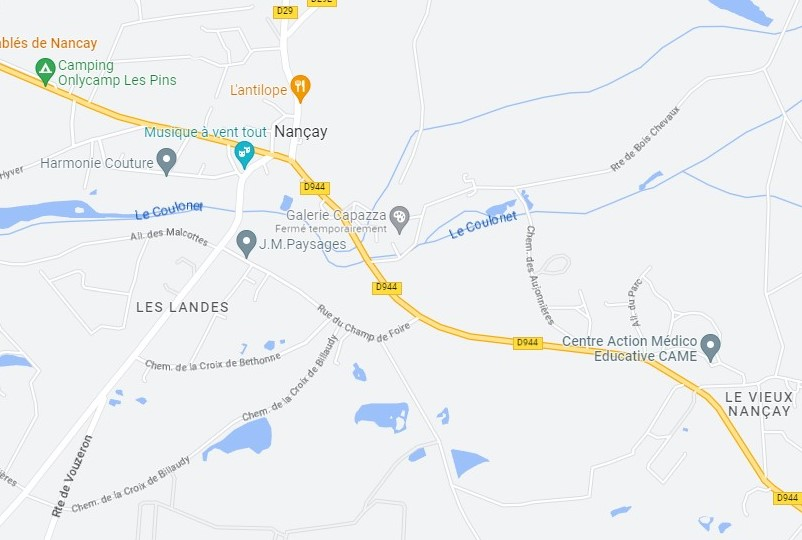 D29
D292
ablés de Nancay
Camping
Onlycamp Les Pins
L'antilope
Musique à vent tout
Nançay
Harmonie Couture
Rte de Bois Chevaux
Hyver
D944
Le Coulonet
Galerie Capazza
Fermé temporairement
Le Coulonet
All. des Malcortes
J.M.Paysages
Chem. des Aujonnières
All. du Parc
D944
LES LANDES
Rue du Champ de Foire
D944
Centre Action Médico
Educative CAME
Chem. de la Croix de Bethonne
Chem. de la Croix de Billaudy
LE VIEUX
NANÇAY
Rte de Vouzeron
Chem. de la Croix de Billaudy
D944